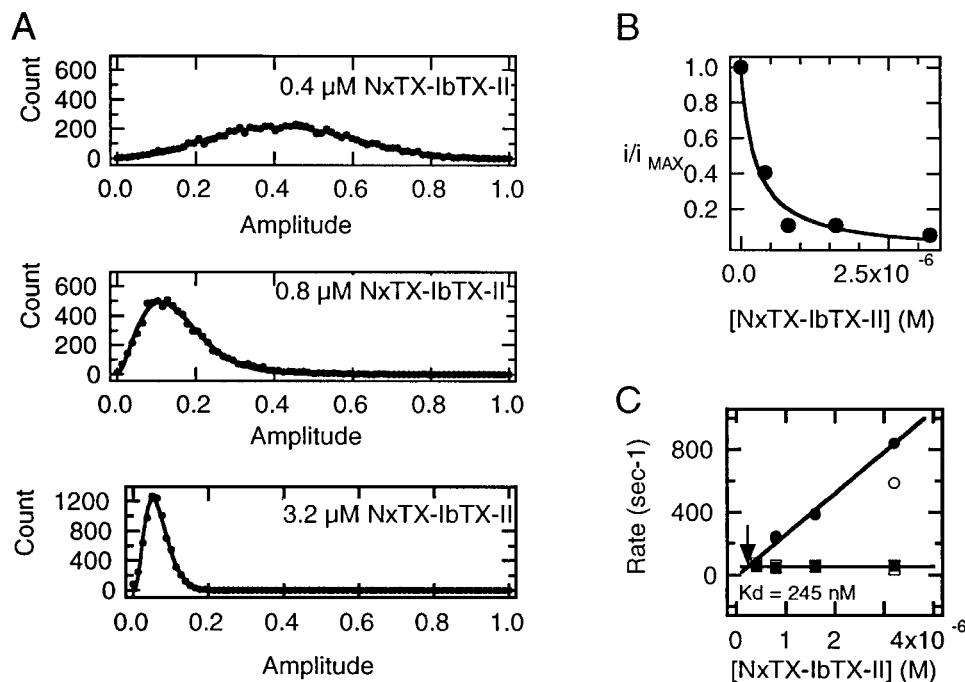 A
Count
600
400
200
0
0.4 µM NxTX-IbTX-II
0.0 0.2 0.4 0.6 0.8 1.0
Amplitude
Count
600
400
200
0
0.8 µM NxTX-IbTX-II
0.0 0.2 0.4 0.6 0.8 1.0
Amplitude
Count
1200
800
400
0
3.2 µM NxTX-IbTX-II
0.0 0.2 0.4 0.6 0.8 1.0
Amplitude
B
i/i MAX
1.0
0.8
0.4
0.2
0.0 2.5x10 -6
[NxTX-IbTX-II] (M)
C
Rate (sec-1)
800
400
0
Kd = 245 nM
0 1 2 4x10 -6
[NxTX-IbTX-II] (M)